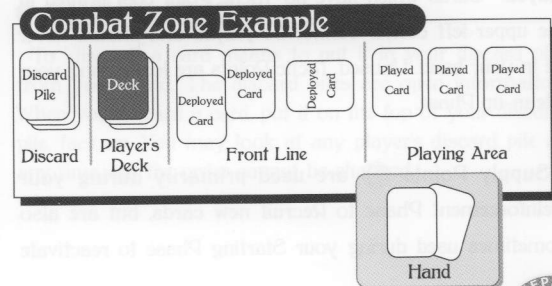 Combat Zone Example
Discard
Pile
Deck
Deployed
Card
Deployed
Card
Deployed
Card
Played
Card
Played
Card
Played
Card
Discard
Player's
Deck
Front Line
Playing Area
Hand